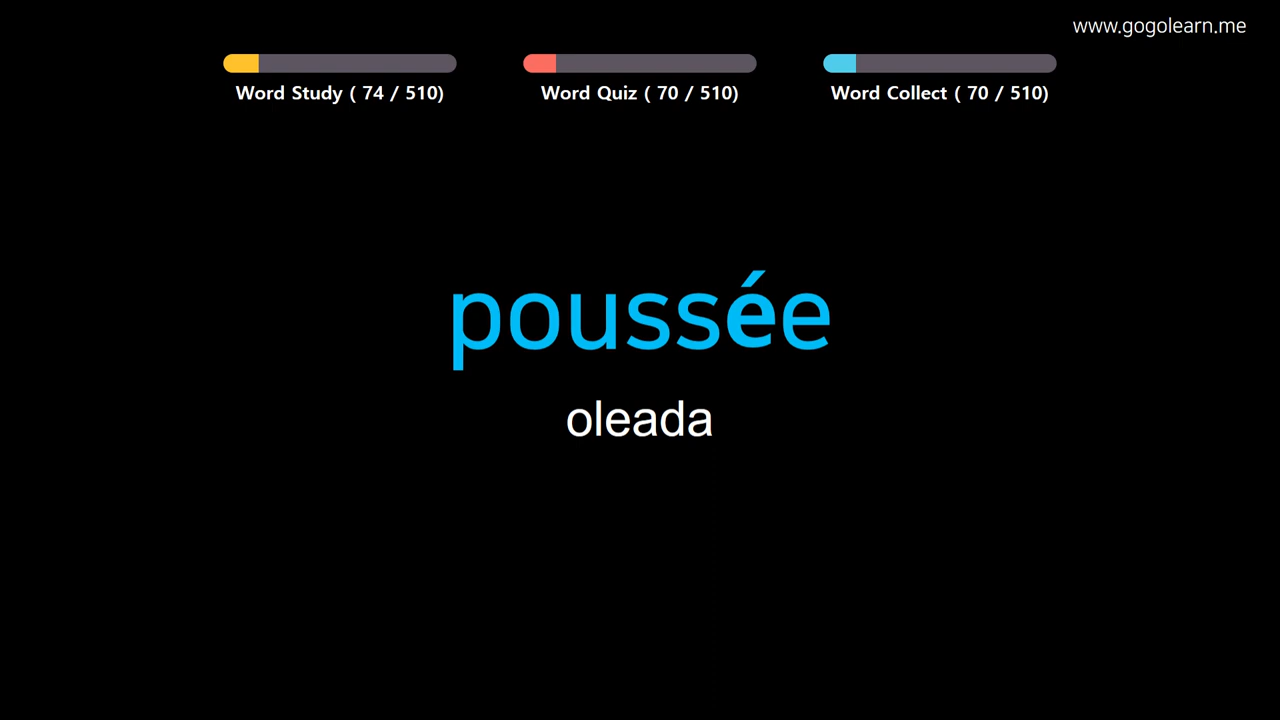 www.gogolearn.me
Word Study ( 74 / 510)
Word Quiz ( 70 / 510)
Word Collect ( 70 / 510)
poussée
oleada